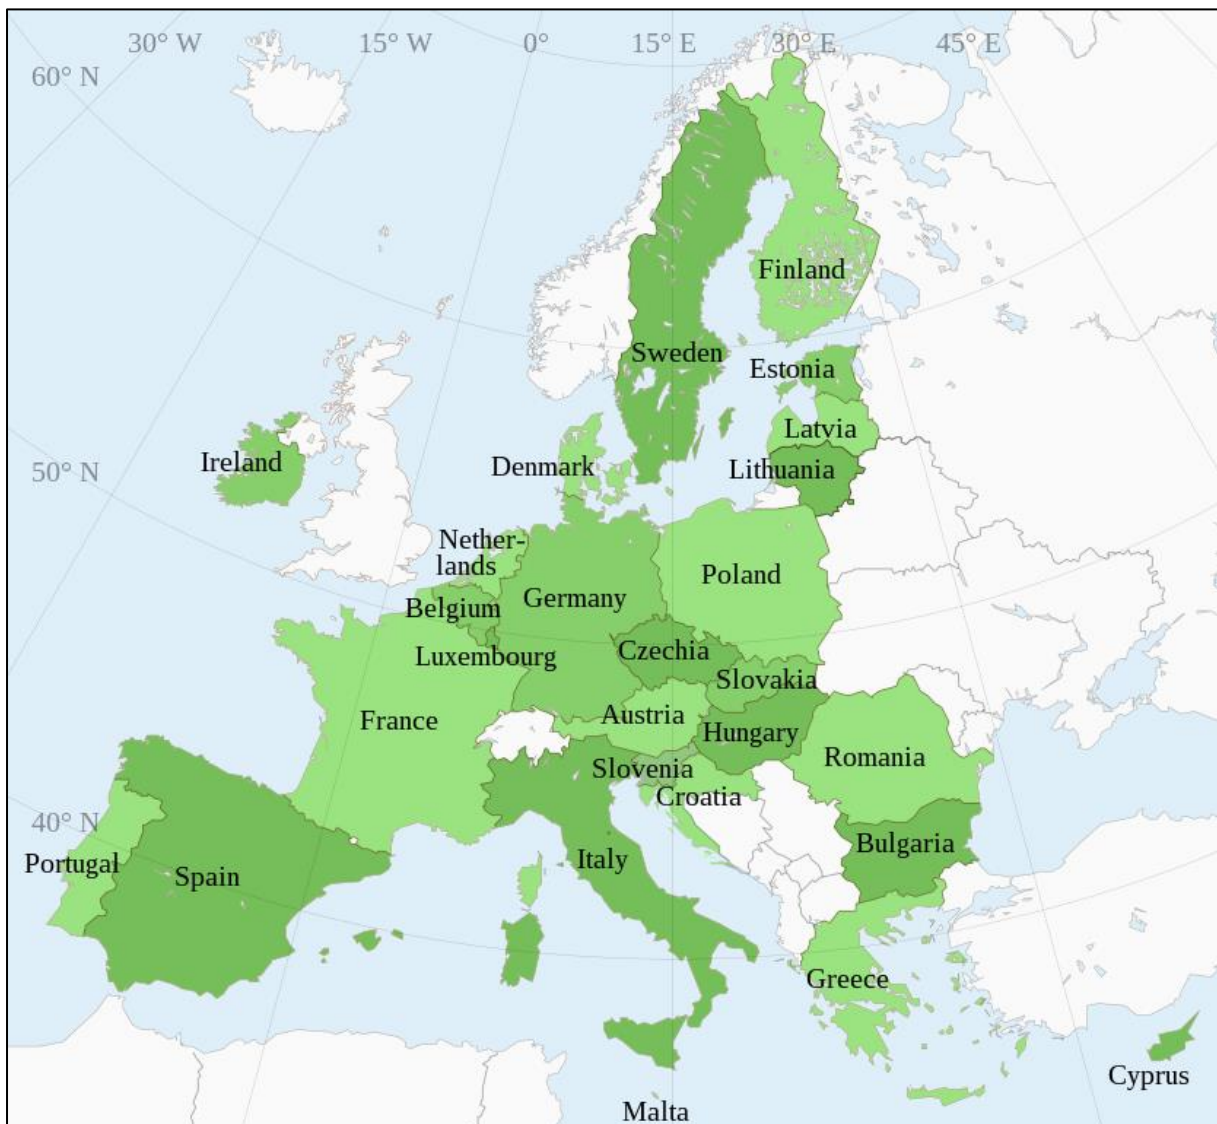 30° W
15° W
0°
15° E
30° E
45° E
60° N
Finland
Sweden
Estonia
Latvia
Ireland
Denmark
Lithuania
50° N
Nether-
lands
Poland
Germany
Belgium
Czechia
Luxembourg
Slovakia
Austria
France
Hungary
Romania
Slovenia
Croatia
40° N
Bulgaria
Portugal
Italy
Spain
Greece
Cyprus
Malta